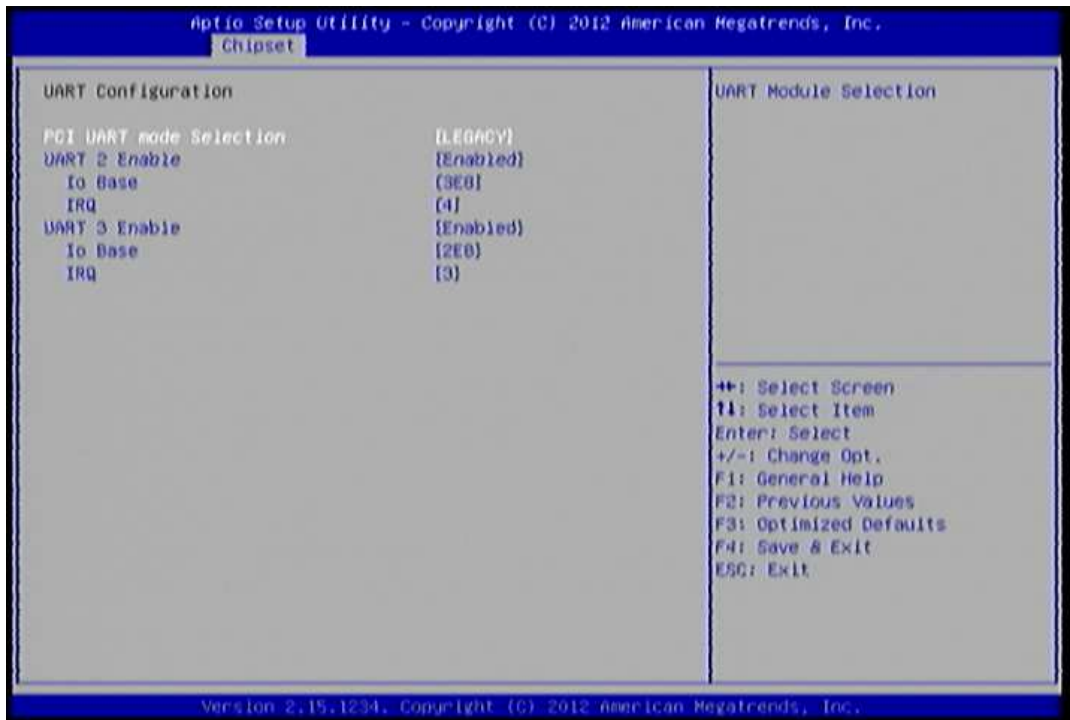 Aptio Setup Utility - Copyright (C) 2012 American Megatrends, Inc.
Chipset
UART Configuration
PCI UART mode Selection [LEGACY]
UART 2 Enable [Enabled]
Io Base [3E8]
IRQ [4]
UART 3 Enable [Enabled]
Io Base [2E8]
IRQ [3]
UART Module Selection
→←: Select Screen
↑↓: Select Item
Enter: Select
+/-: Change Opt.
F1: General Help
F2: Previous Values
F3: Optimized Defaults
F4: Save & Exit
ESC: Exit
Version 2.15.1234. Copyright (C) 2012 American Megatrends, Inc.